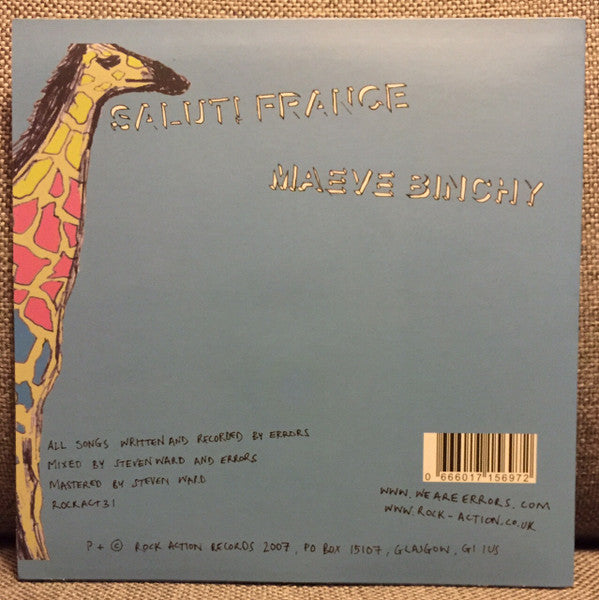 SALUT! FRANCE
MAEVE BINCHY
ALL SONGS WRITTEN AND RECORDED BY ERRORS
MIXED BY STEVEN WARD AND ERRORS
MASTERED BY STEVEN WARD
ROCKACT31
0 666017 156972
WWW.WEAREERRORS.COM
WWW.ROCK-ACTION.CO.UK
P + © ROCK ACTION RECORDS 2007, PO BOX 15107, GLASGOW, G1 1US